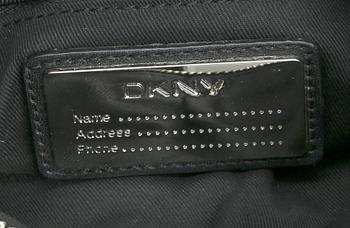 DKNY
Name ........................
Address ......................
Phone ........................